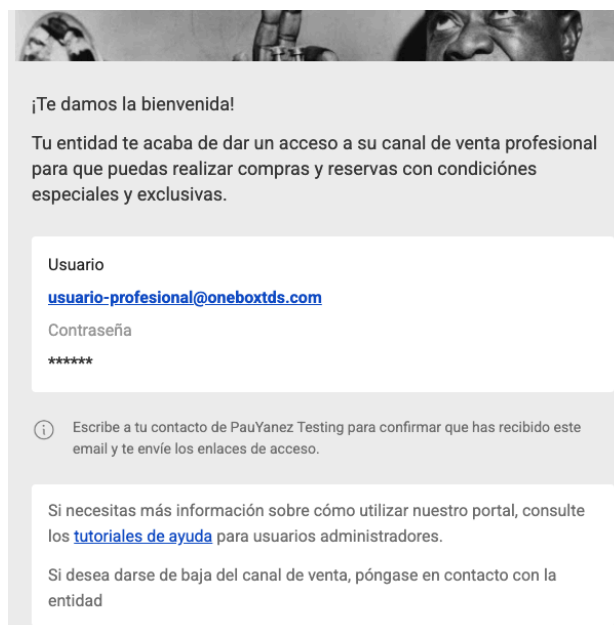 ¡Te damos la bienvenida!
Tu entidad te acaba de dar un acceso a su canal de venta profesional
para que puedas realizar compras y reservas con condiciónes
especiales y exclusivas.
Usuario
usuario-profesional@oneboxtds.com
Contraseña
******
Escribe a tu contacto de PauYanez Testing para confirmar que has recibido este
email y te envíe los enlaces de acceso.
Si necesitas más información sobre cómo utilizar nuestro portal, consulte
los tutoriales de ayuda para usuarios administradores.
Si desea darse de baja del canal de venta, póngase en contacto con la
entidad